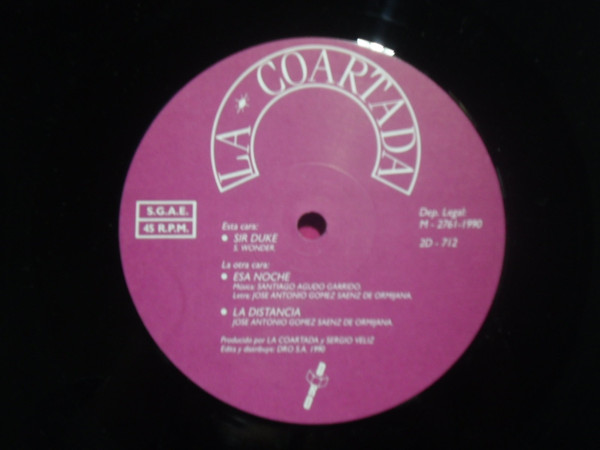 LA COARTADA
S.G.A.E.
45 R.P.M.
Dep. Legal:
M - 2761-1990
2D - 712
Esta cara:
SIR DUKE
S. WONDER
La otra cara:
ESA NOCHE
Música: SANTIAGO AGUDO GARRIDO.
Letra: JOSE ANTONIO GOMEZ SAENZ DE ORMIJANA.
LA DISTANCIA
JOSE ANTONIO GOMEZ SAENZ DE ORMIJANA.
Producido por LA COARTADA y SERGIO VELIZ
Edita y distribuye: DRO S.A. 1990